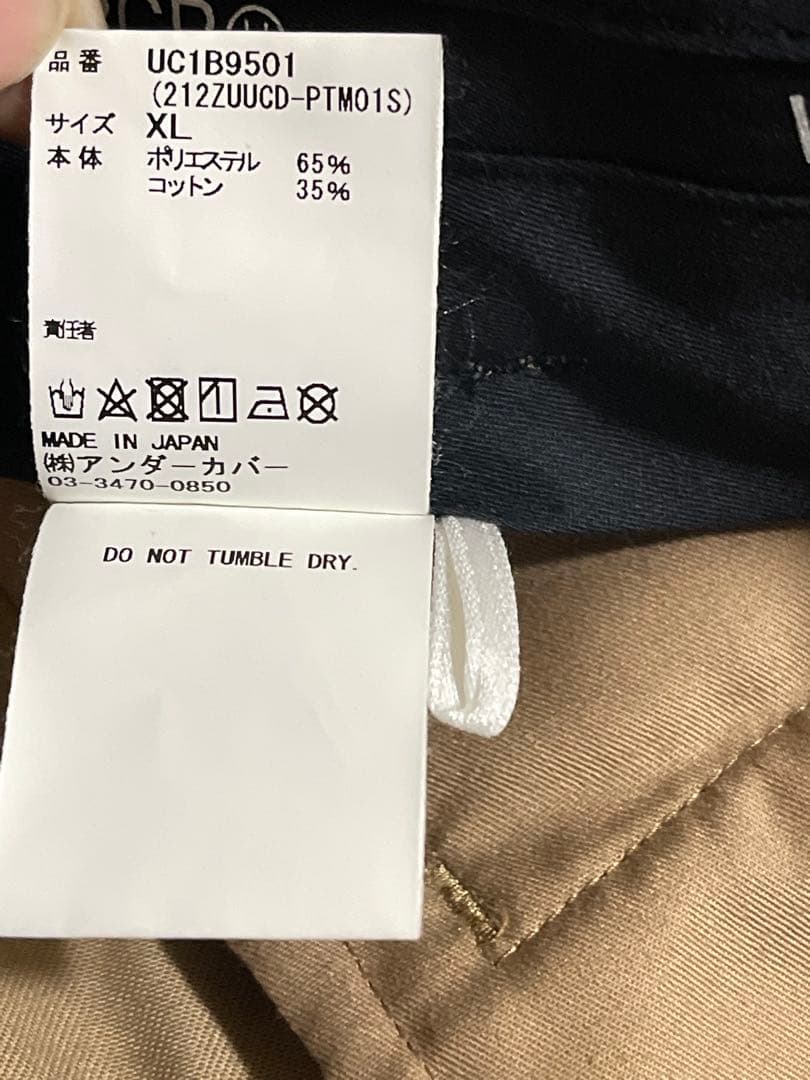 品番 UC1B9501
(212ZUUCD-PTM01S)
サイズ XL
本体 ポリエステル 65%
コットン 35%
責任者
MADE IN JAPAN
(株)アンダーカバー
03-3470-0850
DO NOT TUMBLE DRY.